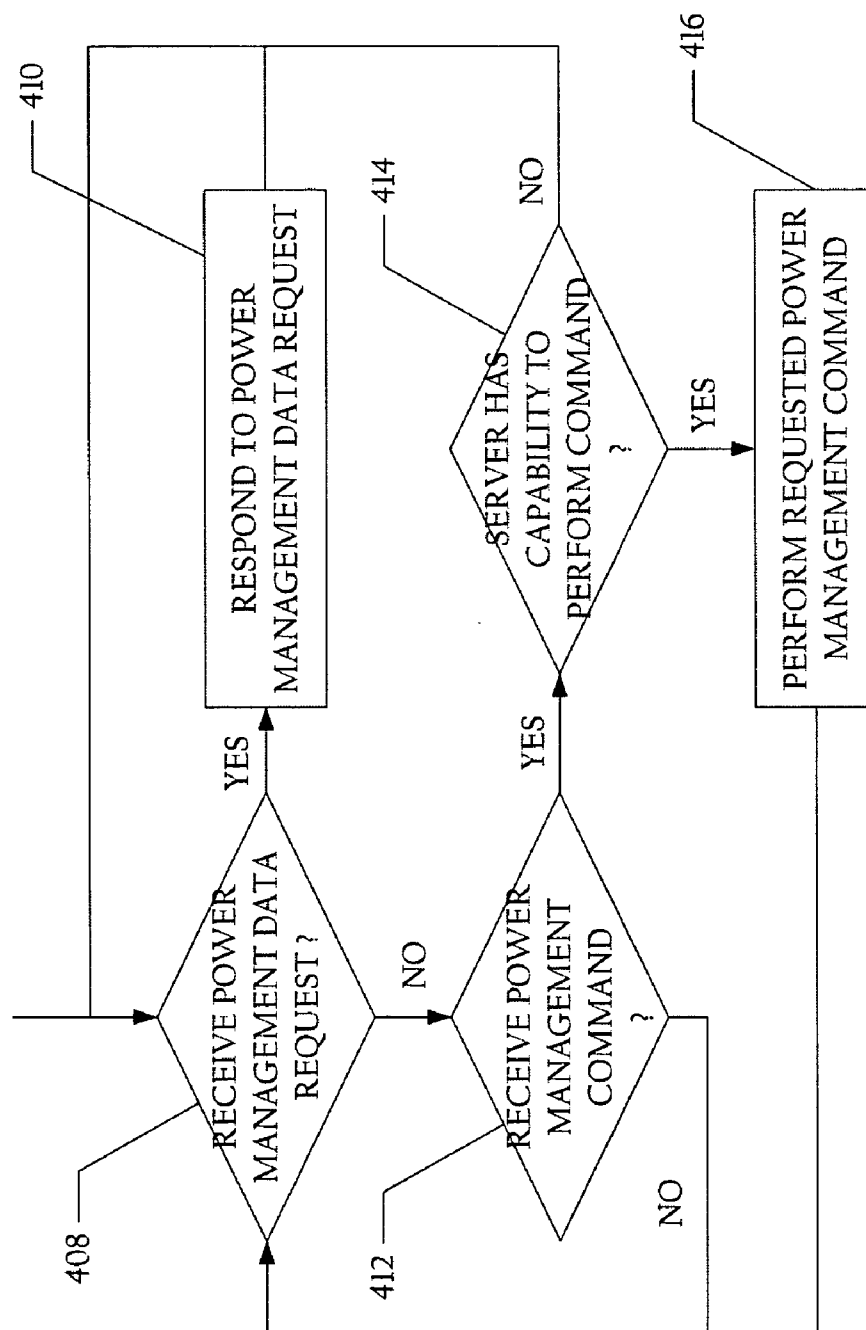 408
RECEIVE POWER
MANAGEMENT DATA
REQUEST ?
YES
NO
410
RESPOND TO POWER
MANAGEMENT DATA REQUEST
412
RECEIVE POWER
MANAGEMENT
COMMAND
?
YES
NO
414
SERVER HAS
CAPABILITY TO
PERFORM COMMAND
?
NO
YES
416
PERFORM REQUESTED POWER
MANAGEMENT COMMAND